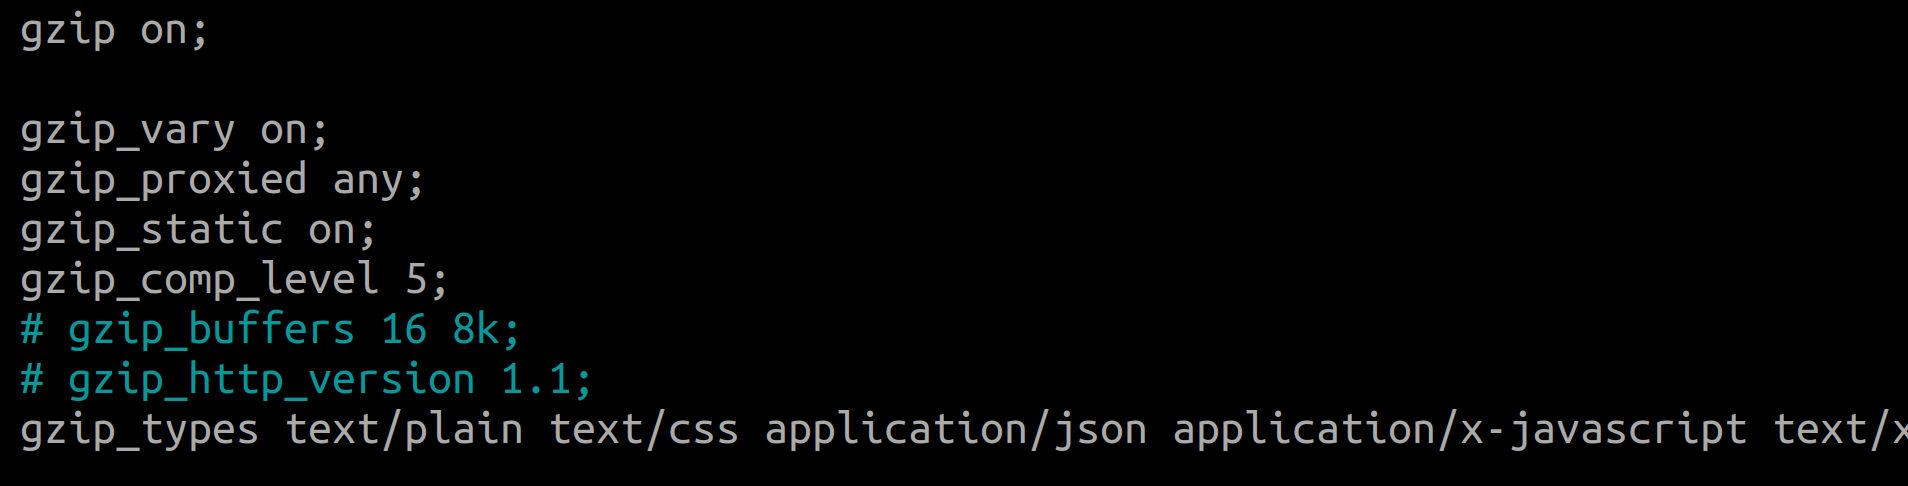 gzip on;
gzip_vary on;
gzip_proxied any;
gzip_static on;
gzip_comp_level 5;
# gzip_buffers 16 8k;
# gzip_http_version 1.1;
gzip_types text/plain text/css application/json application/x-javascript text/x